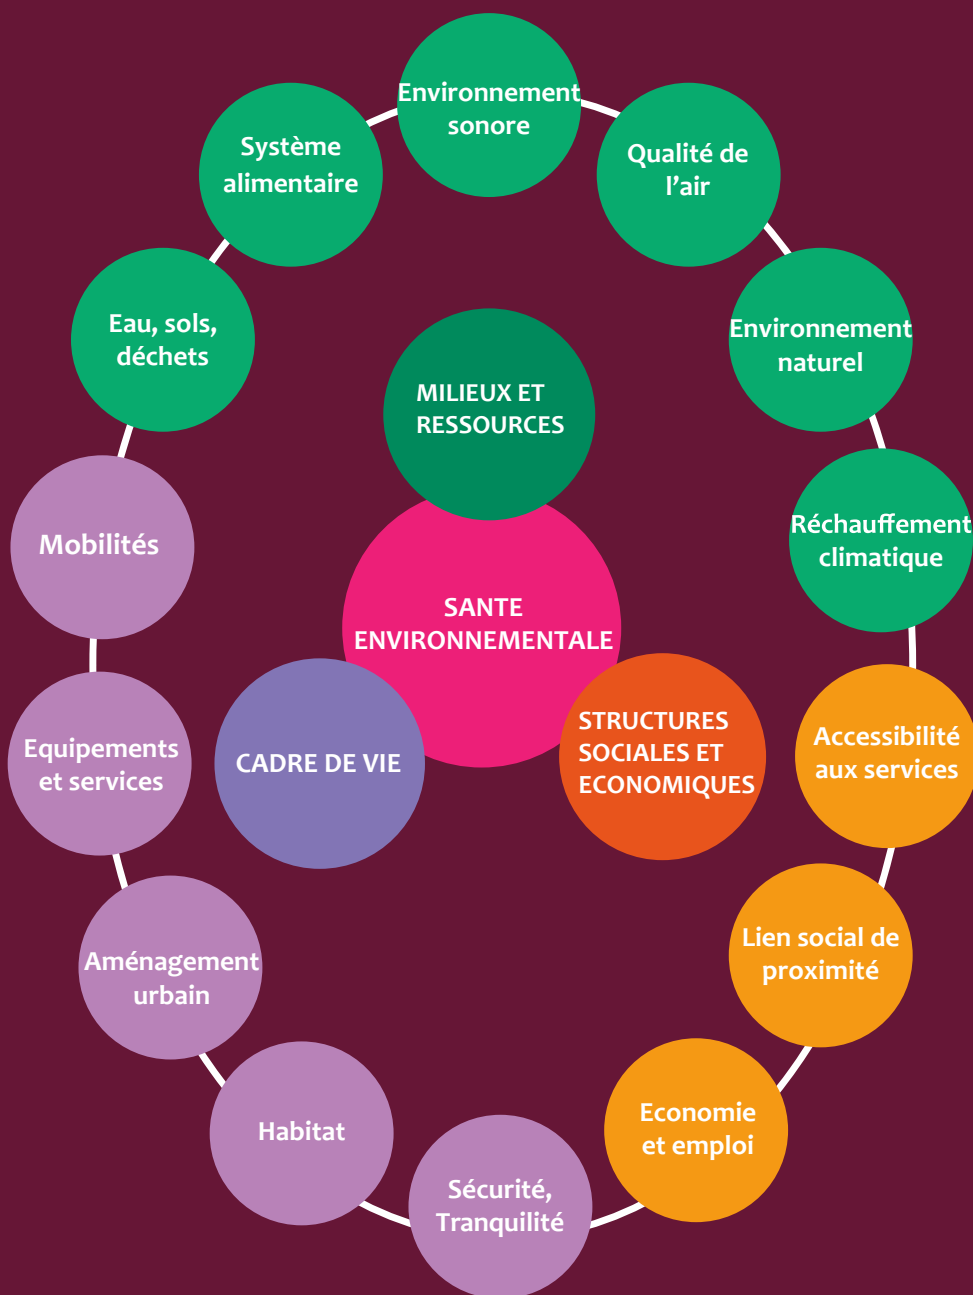 Environnement
sonore
Qualité de
l’air
Environnement
naturel
Réchauffement
climatique
Accessibilité
aux services
Lien social de
proximité
Economie
et emploi
Sécurité,
Tranquilité
Habitat
Aménagement
urbain
Equipements
et services
Mobilités
Eau, sols,
déchets
Système
alimentaire
MILIEUX ET
RESSOURCES
SANTE
ENVIRONNEMENTALE
STRUCTURES
SOCIALES ET
ECONOMIQUES
CADRE DE VIE